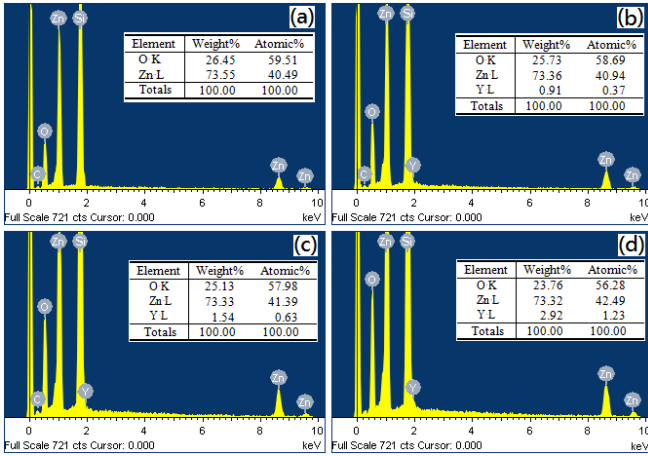 (a)
Zn Si
Element Weight% Atomic%
O K 26.45 59.51
Zn L 73.55 40.49
Totals 100.00 100.00
O
C
Zn
Zn
0 2 4 6 8 10
Full Scale 721 cts Cursor: 0.000 keV
(b)
Zn Si
Element Weight% Atomic%
O K 25.73 58.69
Zn L 73.36 40.94
Y L 0.91 0.37
Totals 100.00 100.00
O
C Y Zn
Zn
0 2 4 6 8 10
Full Scale 721 cts Cursor: 0.000 keV
(c)
Zn Si
Element Weight% Atomic%
O K 25.13 57.98
Zn L 73.33 41.39
Y L 1.54 0.63
Totals 100.00 100.00
O
Zn
C Y
Zn
0 2 4 6 8 10
Full Scale 721 cts Cursor: 0.000 keV
(d)
Zn Si
Element Weight% Atomic%
O K 23.76 56.28
Zn L 73.32 42.49
Y L 2.92 1.23
Totals 100.00 100.00
O
Zn
Y
Zn
0 2 4 6 8 10
Full Scale 721 cts Cursor: 0.000 keV